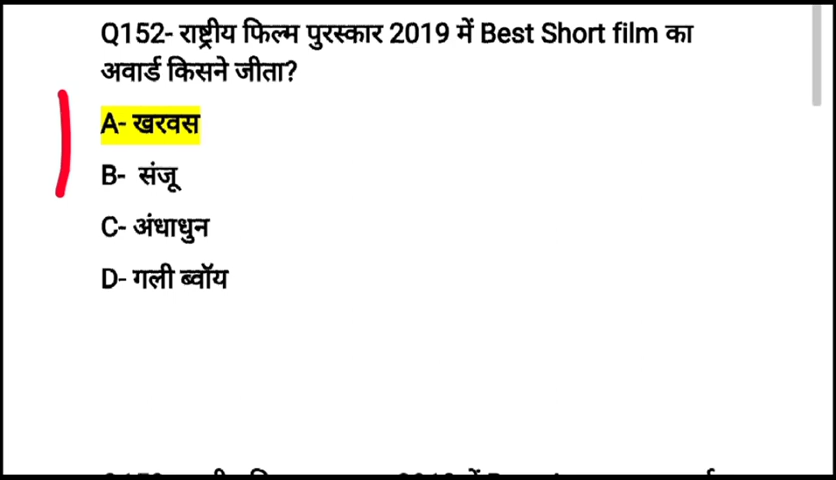 Q152- राष्ट्रीय फिल्म पुरस्कार 2019 में Best Short film का
अवार्ड किसने जीता?
A- खरवस
B- संजू
C- अंधाधुन
D- गली ब्वॉय